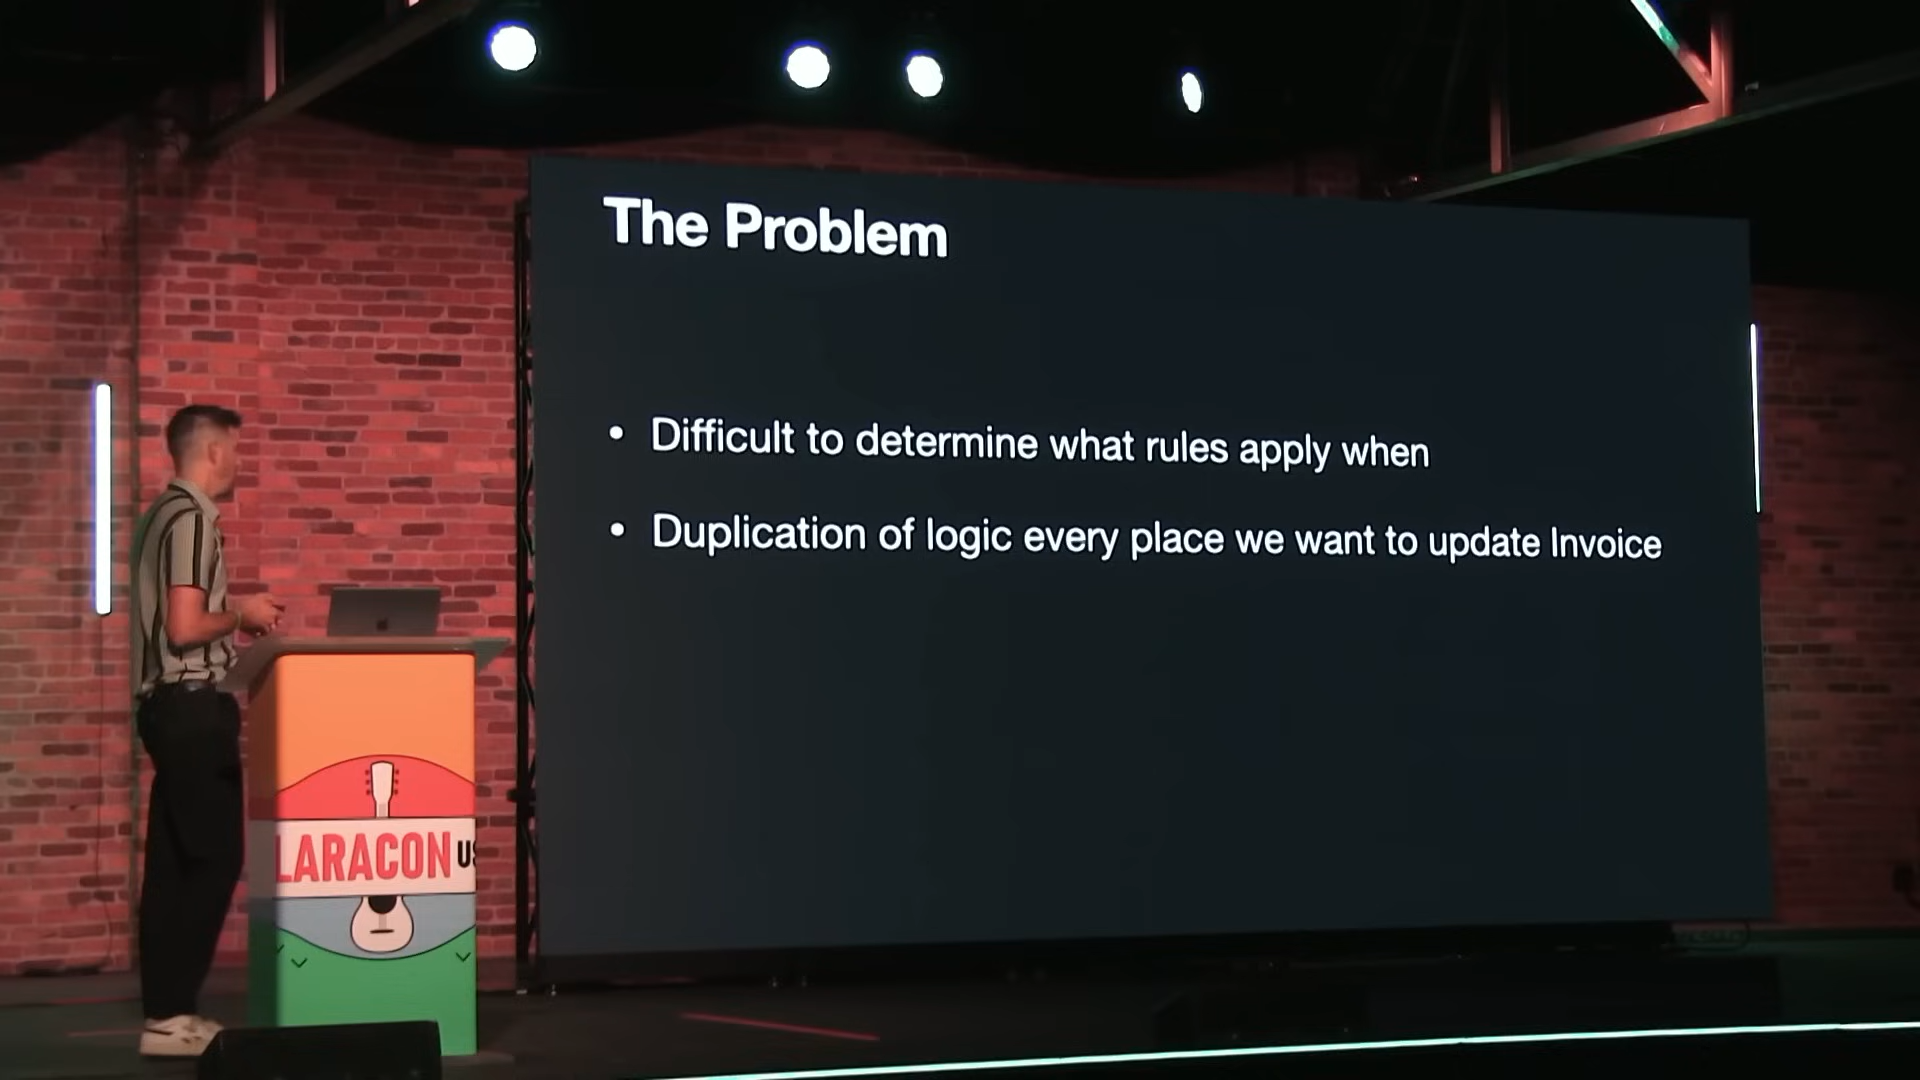 The Problem
• Difficult to determine what rules apply when
• Duplication of logic every place we want to update Invoice
LARACON US